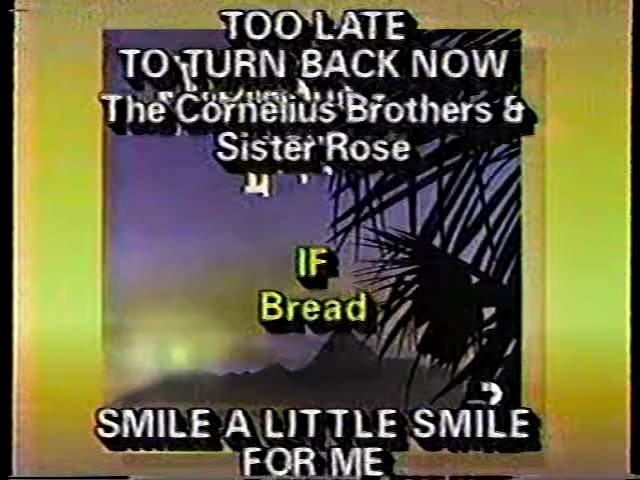 TOO LATE
TO TURN BACK NOW
The Cornelius Brothers &
Sister Rose
IF
Bread
SMILE A LITTLE SMILE
FOR ME